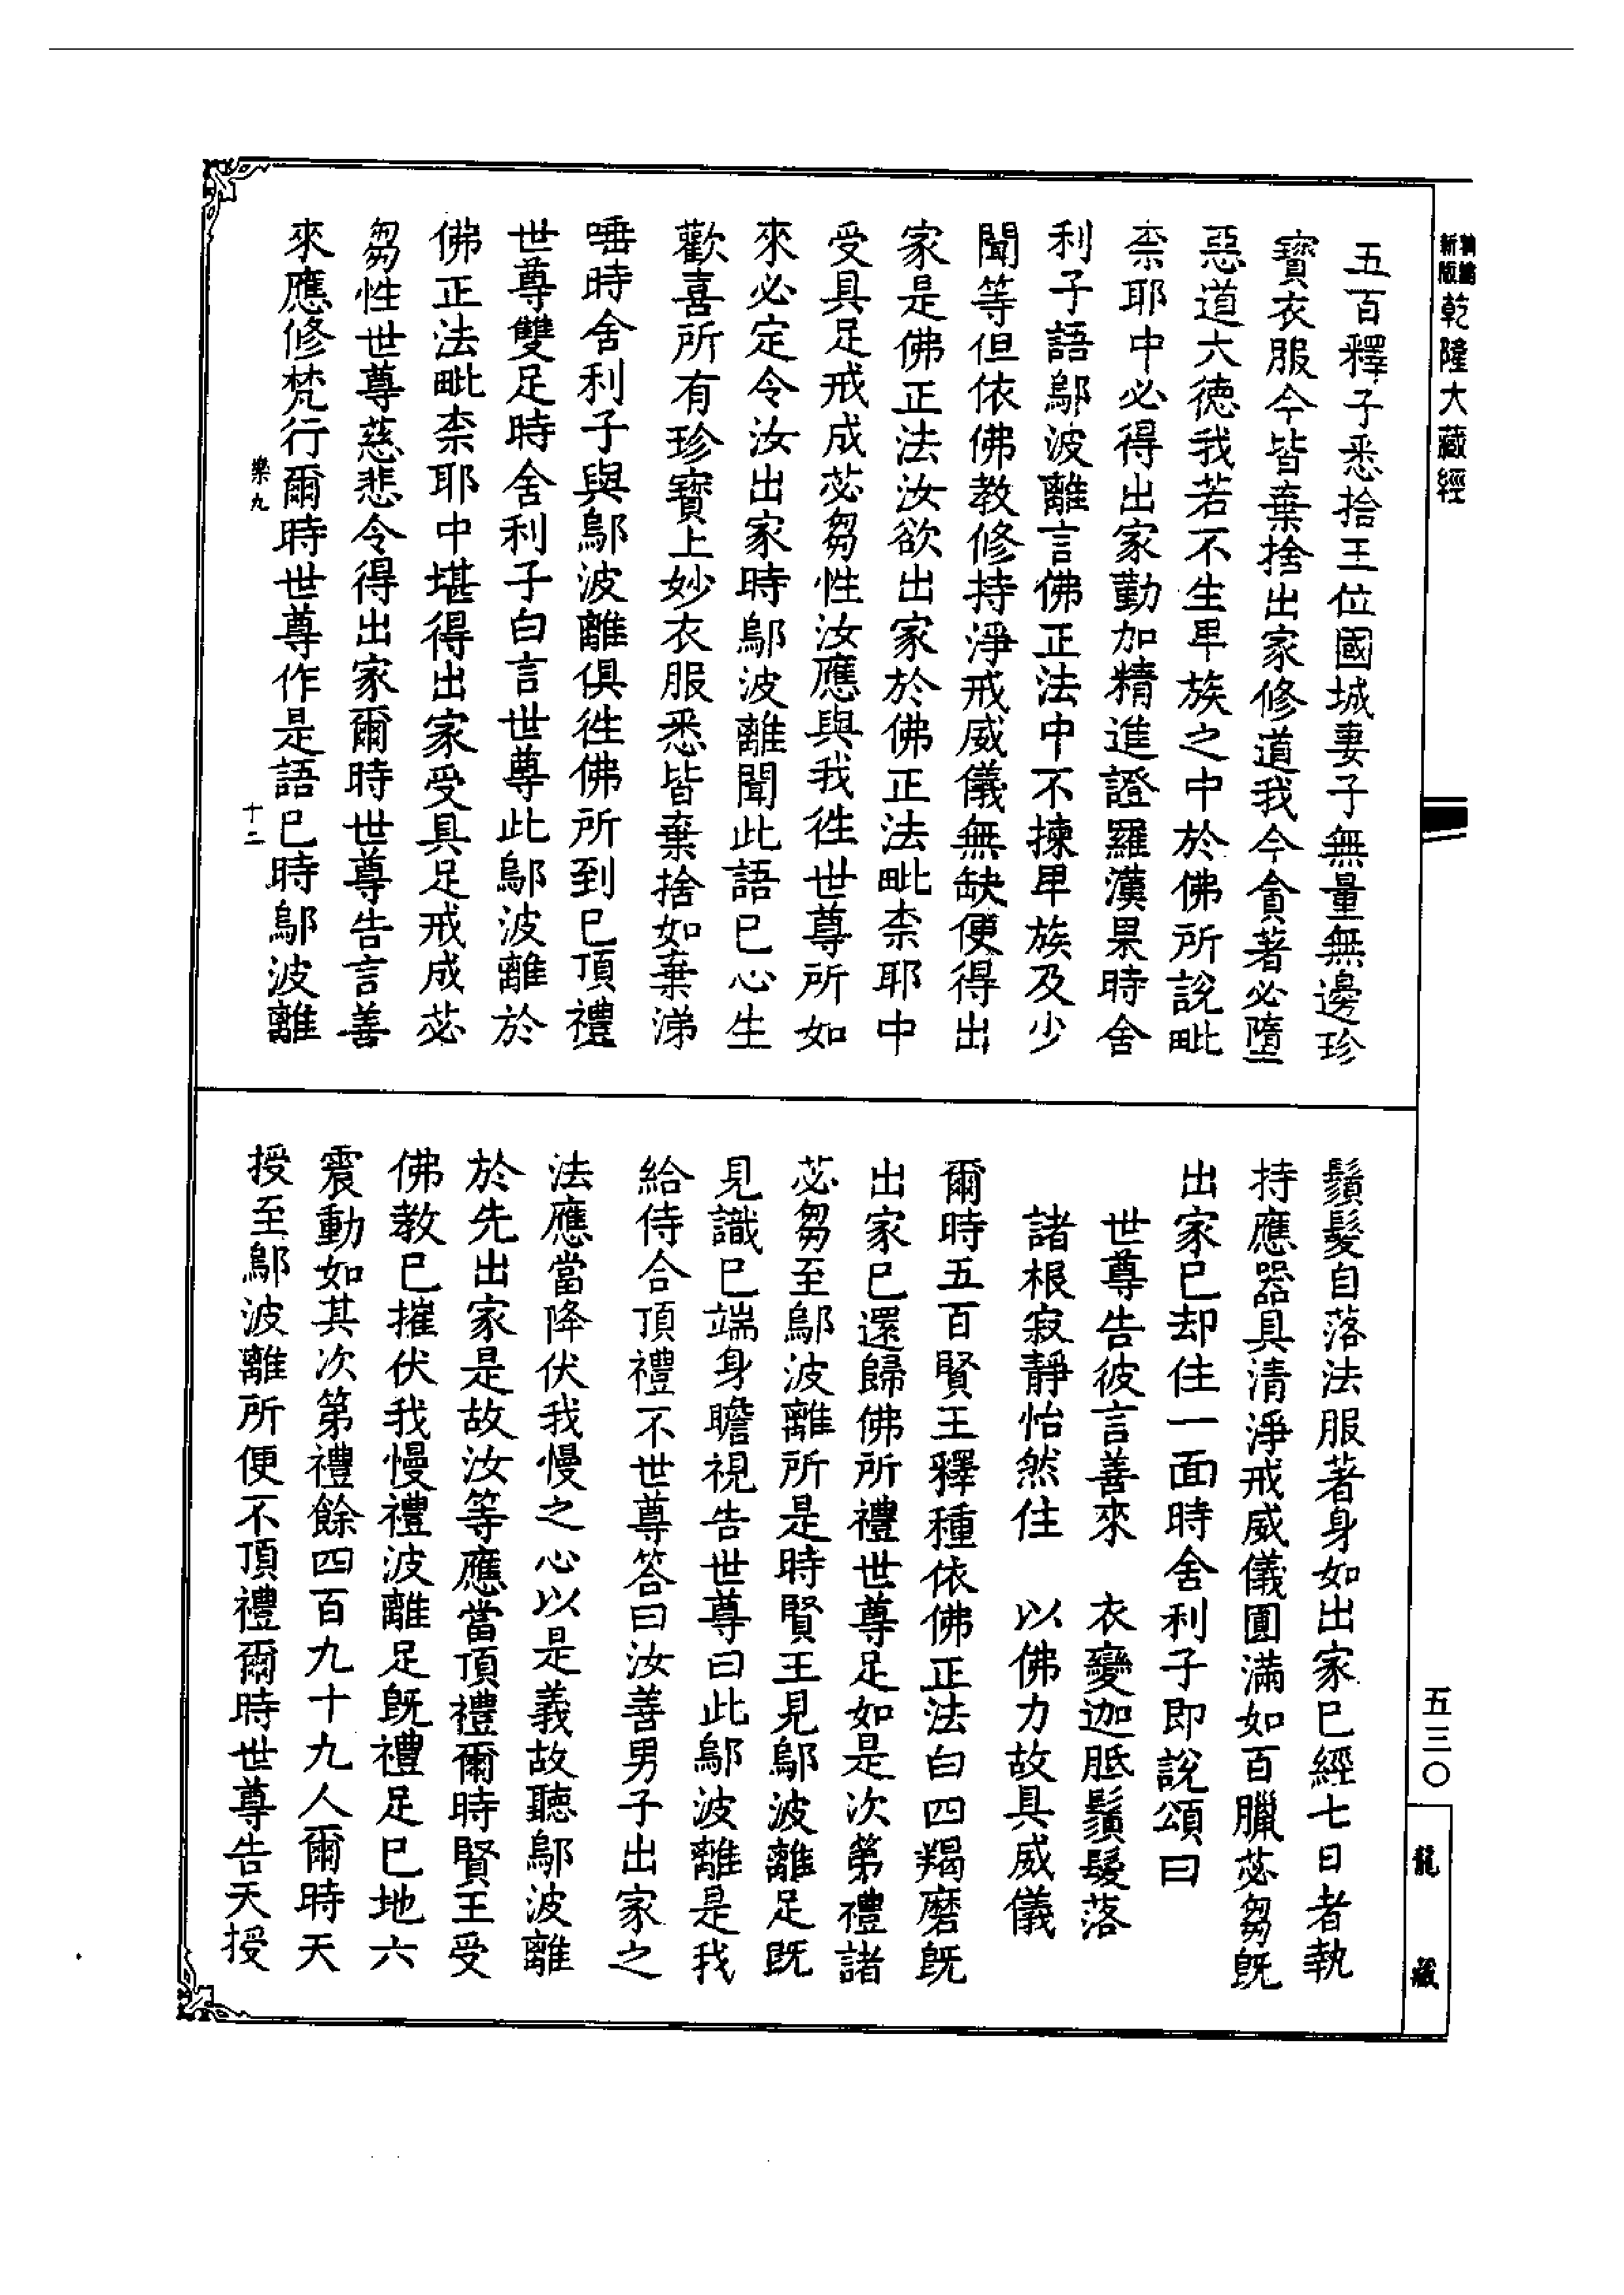 新版
精編
乾隆大藏經
五百釋子悉捨王位國城妻子無量無邊珍
寶衣服今皆棄捨出家修道我今貪著必墮
惡道大德我若不生卑族之中於佛所說毗
柰耶中必得出家勤加精進證羅漢果時舍
利子語鄔波離言佛正法中不揀卑族及少
聞等但依佛教修持淨戒威儀無缺便得出
家是佛正法汝欲出家於佛正法毗柰耶中
受具足戒成苾芻性汝應與我徃世尊所如
來必定令汝出家時鄔波離聞此語已心生
歡喜所有珍寶上妙衣服悉皆棄捨如棄涕
唾時舍利子與鄔波離俱徃佛所到已頂禮
世尊雙足時舍利子白言世尊此鄔波離於
佛正法毗柰耶中堪得出家受具足戒成苾
芻性世尊慈悲令得出家爾時世尊告言善
來應修梵行爾時世尊作是語已時鄔波離
樂九
十二
鬚髮自落法服著身如出家已經七日者執
持應器具清淨戒威儀圓滿如百臘苾芻既
出家已却住一面時舍利子即說頌曰
世尊告彼言善來　衣變迦胝鬚髮落
諸根寂靜怡然住　以佛力故具威儀
爾時五百賢王釋種依佛正法白四羯磨既
出家已還歸佛所禮世尊足如是次第禮諸
苾芻至鄔波離所是時賢王見鄔波離足既
見識已端身瞻視告世尊曰此鄔波離是我
給侍合頂禮不世尊答曰汝善男子出家之
法應當降伏我慢之心以是義故聽鄔波離
於先出家是故汝等應當頂禮爾時賢王受
佛教已摧伏我慢禮波離足既禮足已地六
震動如其次第禮餘四百九十九人爾時天
授至鄔波離所便不頂禮爾時世尊告天授
五三〇
龍藏